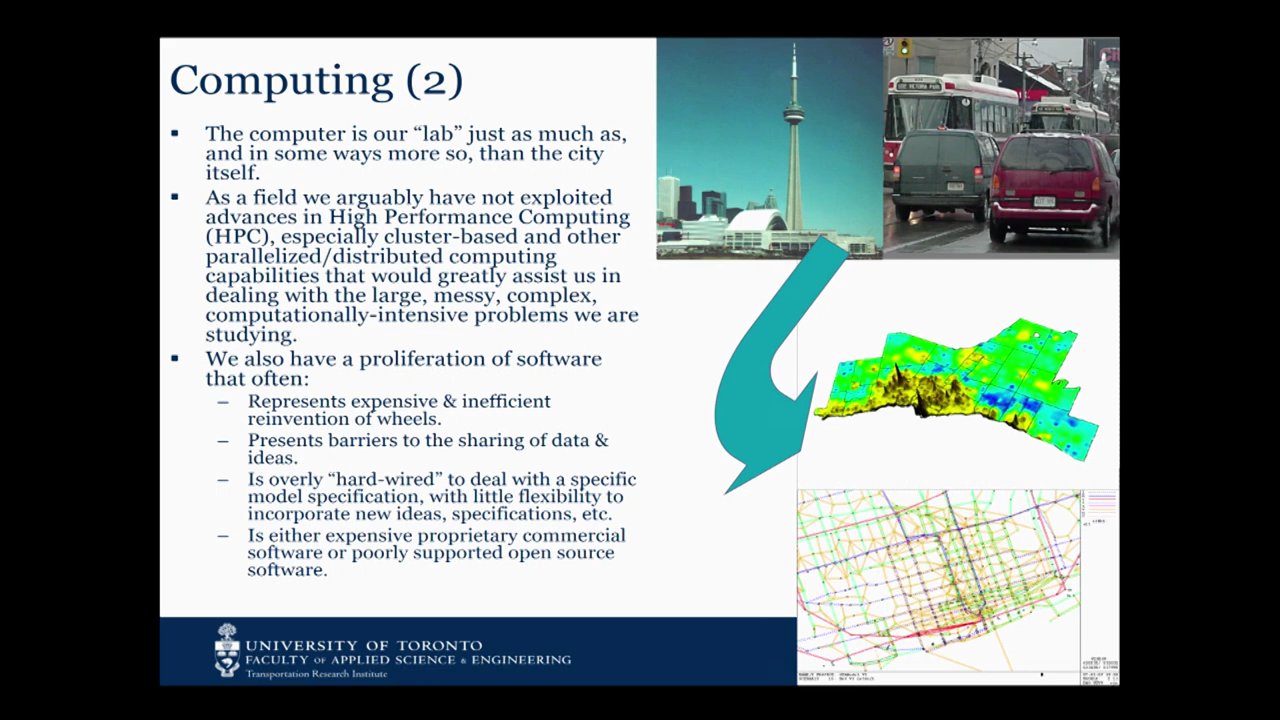 Computing (2)
▪ The computer is our “lab” just as much as,
and in some ways more so, than the city
itself.
▪ As a field we arguably have not exploited
advances in High Performance Computing
(HPC), especially cluster-based and other
parallelized/distributed computing
capabilities that would greatly assist us in
dealing with the large, messy, complex,
computationally-intensive problems we are
studying.
▪ We also have a proliferation of software
that often:
– Represents expensive & inefficient
reinvention of wheels.
– Presents barriers to the sharing of data &
ideas.
– Is overly “hard-wired” to deal with a specific
model specification, with little flexibility to
incorporate new ideas, specifications, etc.
– Is either expensive proprietary commercial
software or poorly supported open source
software.
UNIVERSITY OF TORONTO
FACULTY OF APPLIED SCIENCE & ENGINEERING
Transportation Research Institute